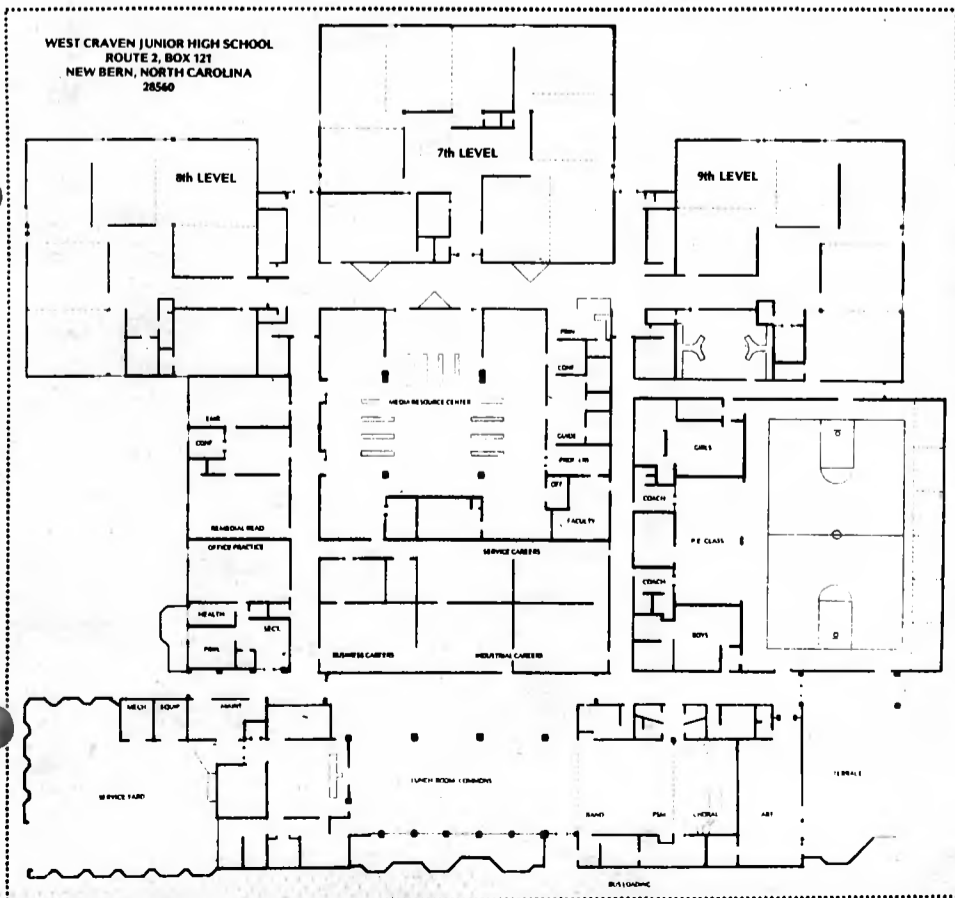 WEST CRAVEN JUNIOR HIGH SCHOOL
ROUTE 2, BOX 121
NEW BERN, NORTH CAROLINA
28560
7th LEVEL
8th LEVEL
9th LEVEL
CONF
MEDIA RESOURCE CENTER
EMR
CONF
GUIDE
GIRLS
OFF
COACH
FACULTY
REMEDIAL READ
P.E. CLASS
OFFICE PRACTICE
SERVICE CAREERS
COACH
HEALTH
SECT.
BOYS
BUSINESS CAREERS
INDUSTRIAL CAREERS
MECH
EQUIP
MAINT
LUNCH ROOM COMMONS
TERRACE
SERVICE YARD
BAND
CHORAL
ART
BUS LOADING